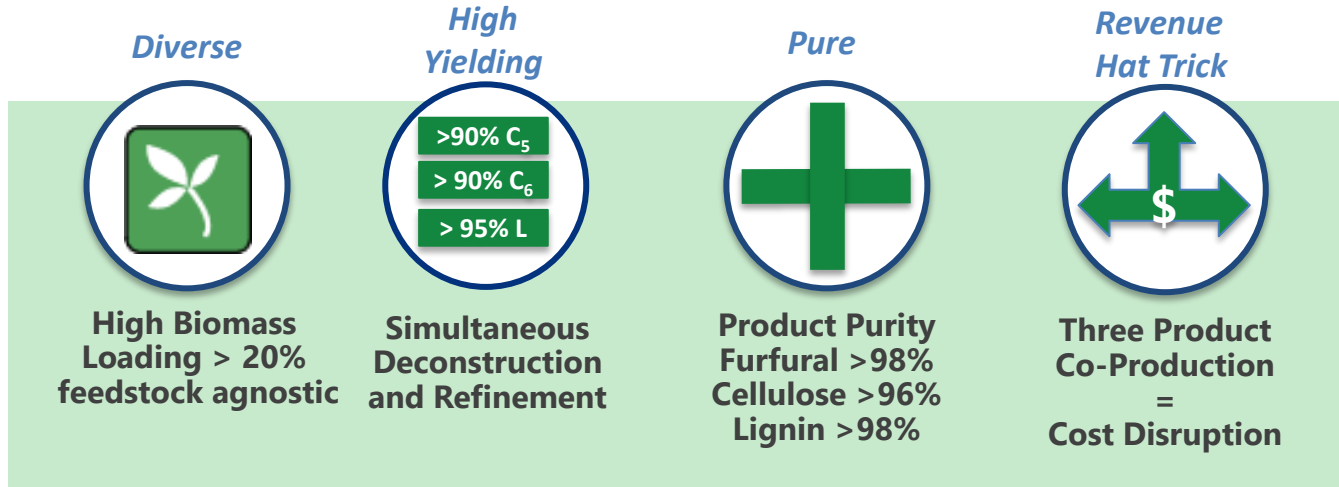 Diverse
High Biomass
Loading > 20%
feedstock agnostic
High
Yielding
>90% C₅
> 90% C₆
> 95% L
Simultaneous
Deconstruction
and Refinement
Pure
Product Purity
Furfural >98%
Cellulose >96%
Lignin >98%
Revenue
Hat Trick
$
Three Product
Co-Production
=
Cost Disruption